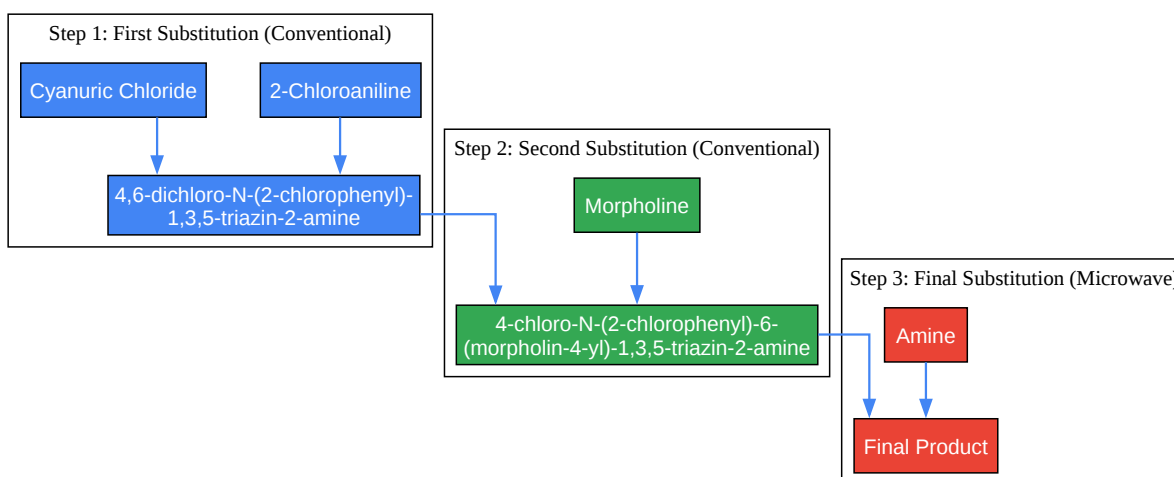 Step 1: First Substitution (Conventional)
Cyanuric Chloride
2-Chloroaniline
4,6-dichloro-N-(2-chlorophenyl)-
1,3,5-triazin-2-amine
Step 2: Second Substitution (Conventional)
Morpholine
4-chloro-N-(2-chlorophenyl)-6-
(morpholin-4-yl)-1,3,5-triazin-2-amine
Step 3: Final Substitution (Microwave)
Amine
Final Product